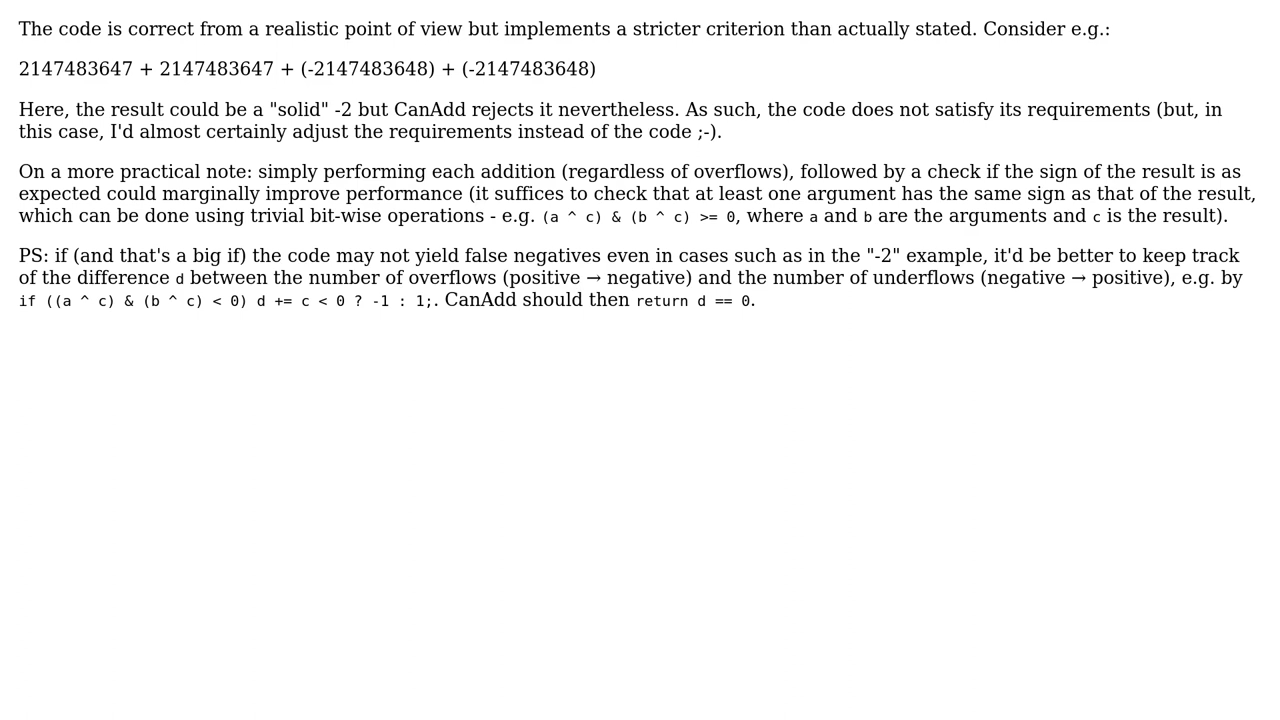 The code is correct from a realistic point of view but implements a stricter criterion than actually stated. Consider e.g.:
2147483647 + 2147483647 + (-2147483648) + (-2147483648)
Here, the result could be a "solid" -2 but CanAdd rejects it nevertheless. As such, the code does not satisfy its requirements (but, in
this case, I'd almost certainly adjust the requirements instead of the code ;-).
On a more practical note: simply performing each addition (regardless of overflows), followed by a check if the sign of the result is as
expected could marginally improve performance (it suffices to check that at least one argument has the same sign as that of the result,
which can be done using trivial bit-wise operations - e.g. (a ^ c) & (b ^ c) >= 0, where a and b are the arguments and c is the result).
PS: if (and that's a big if) the code may not yield false negatives even in cases such as in the "-2" example, it'd be better to keep track
of the difference d between the number of overflows (positive → negative) and the number of underflows (negative → positive), e.g. by
if ((a ^ c) & (b ^ c) < 0) d += c < 0 ? -1 : 1;. CanAdd should then return d == 0.